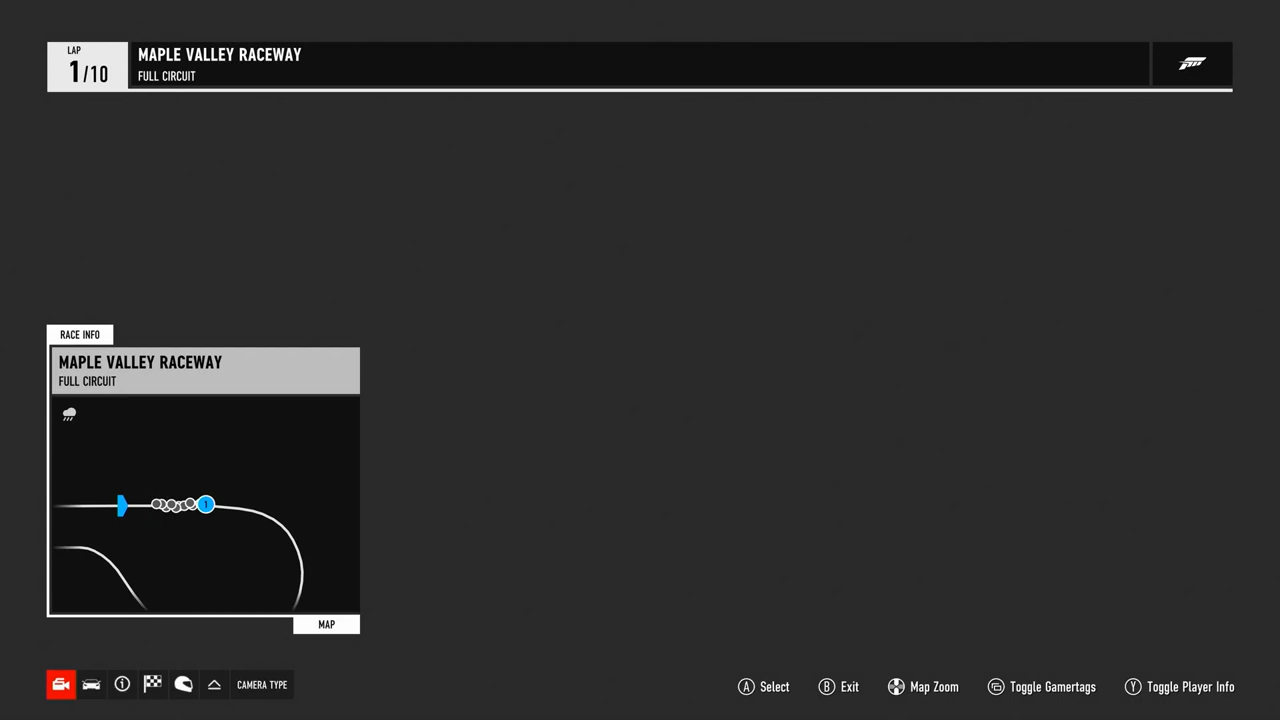 LAP
1/10
MAPLE VALLEY RACEWAY
FULL CIRCUIT
RACE INFO
MAPLE VALLEY RACEWAY
FULL CIRCUIT
1
MAP
CAMERA TYPE
A Select
B Exit
Map Zoom
Toggle Gamertags
Y Toggle Player Info